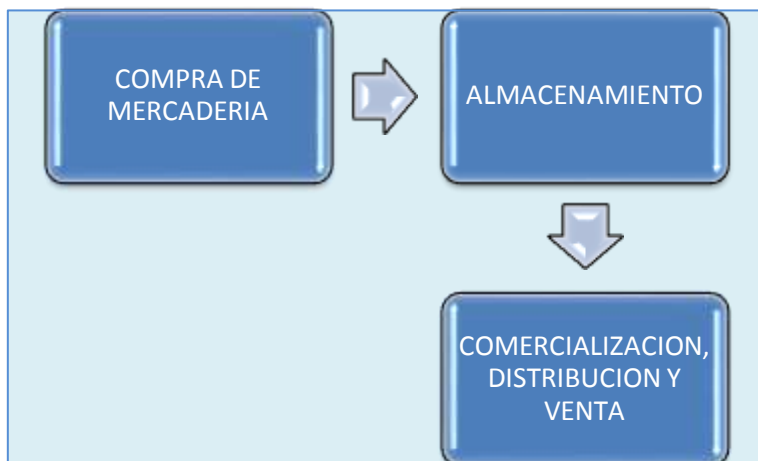 COMPRA DE
MERCADERIA
ALMACENAMIENTO
COMERCIALIZACION,
DISTRIBUCION Y
VENTA